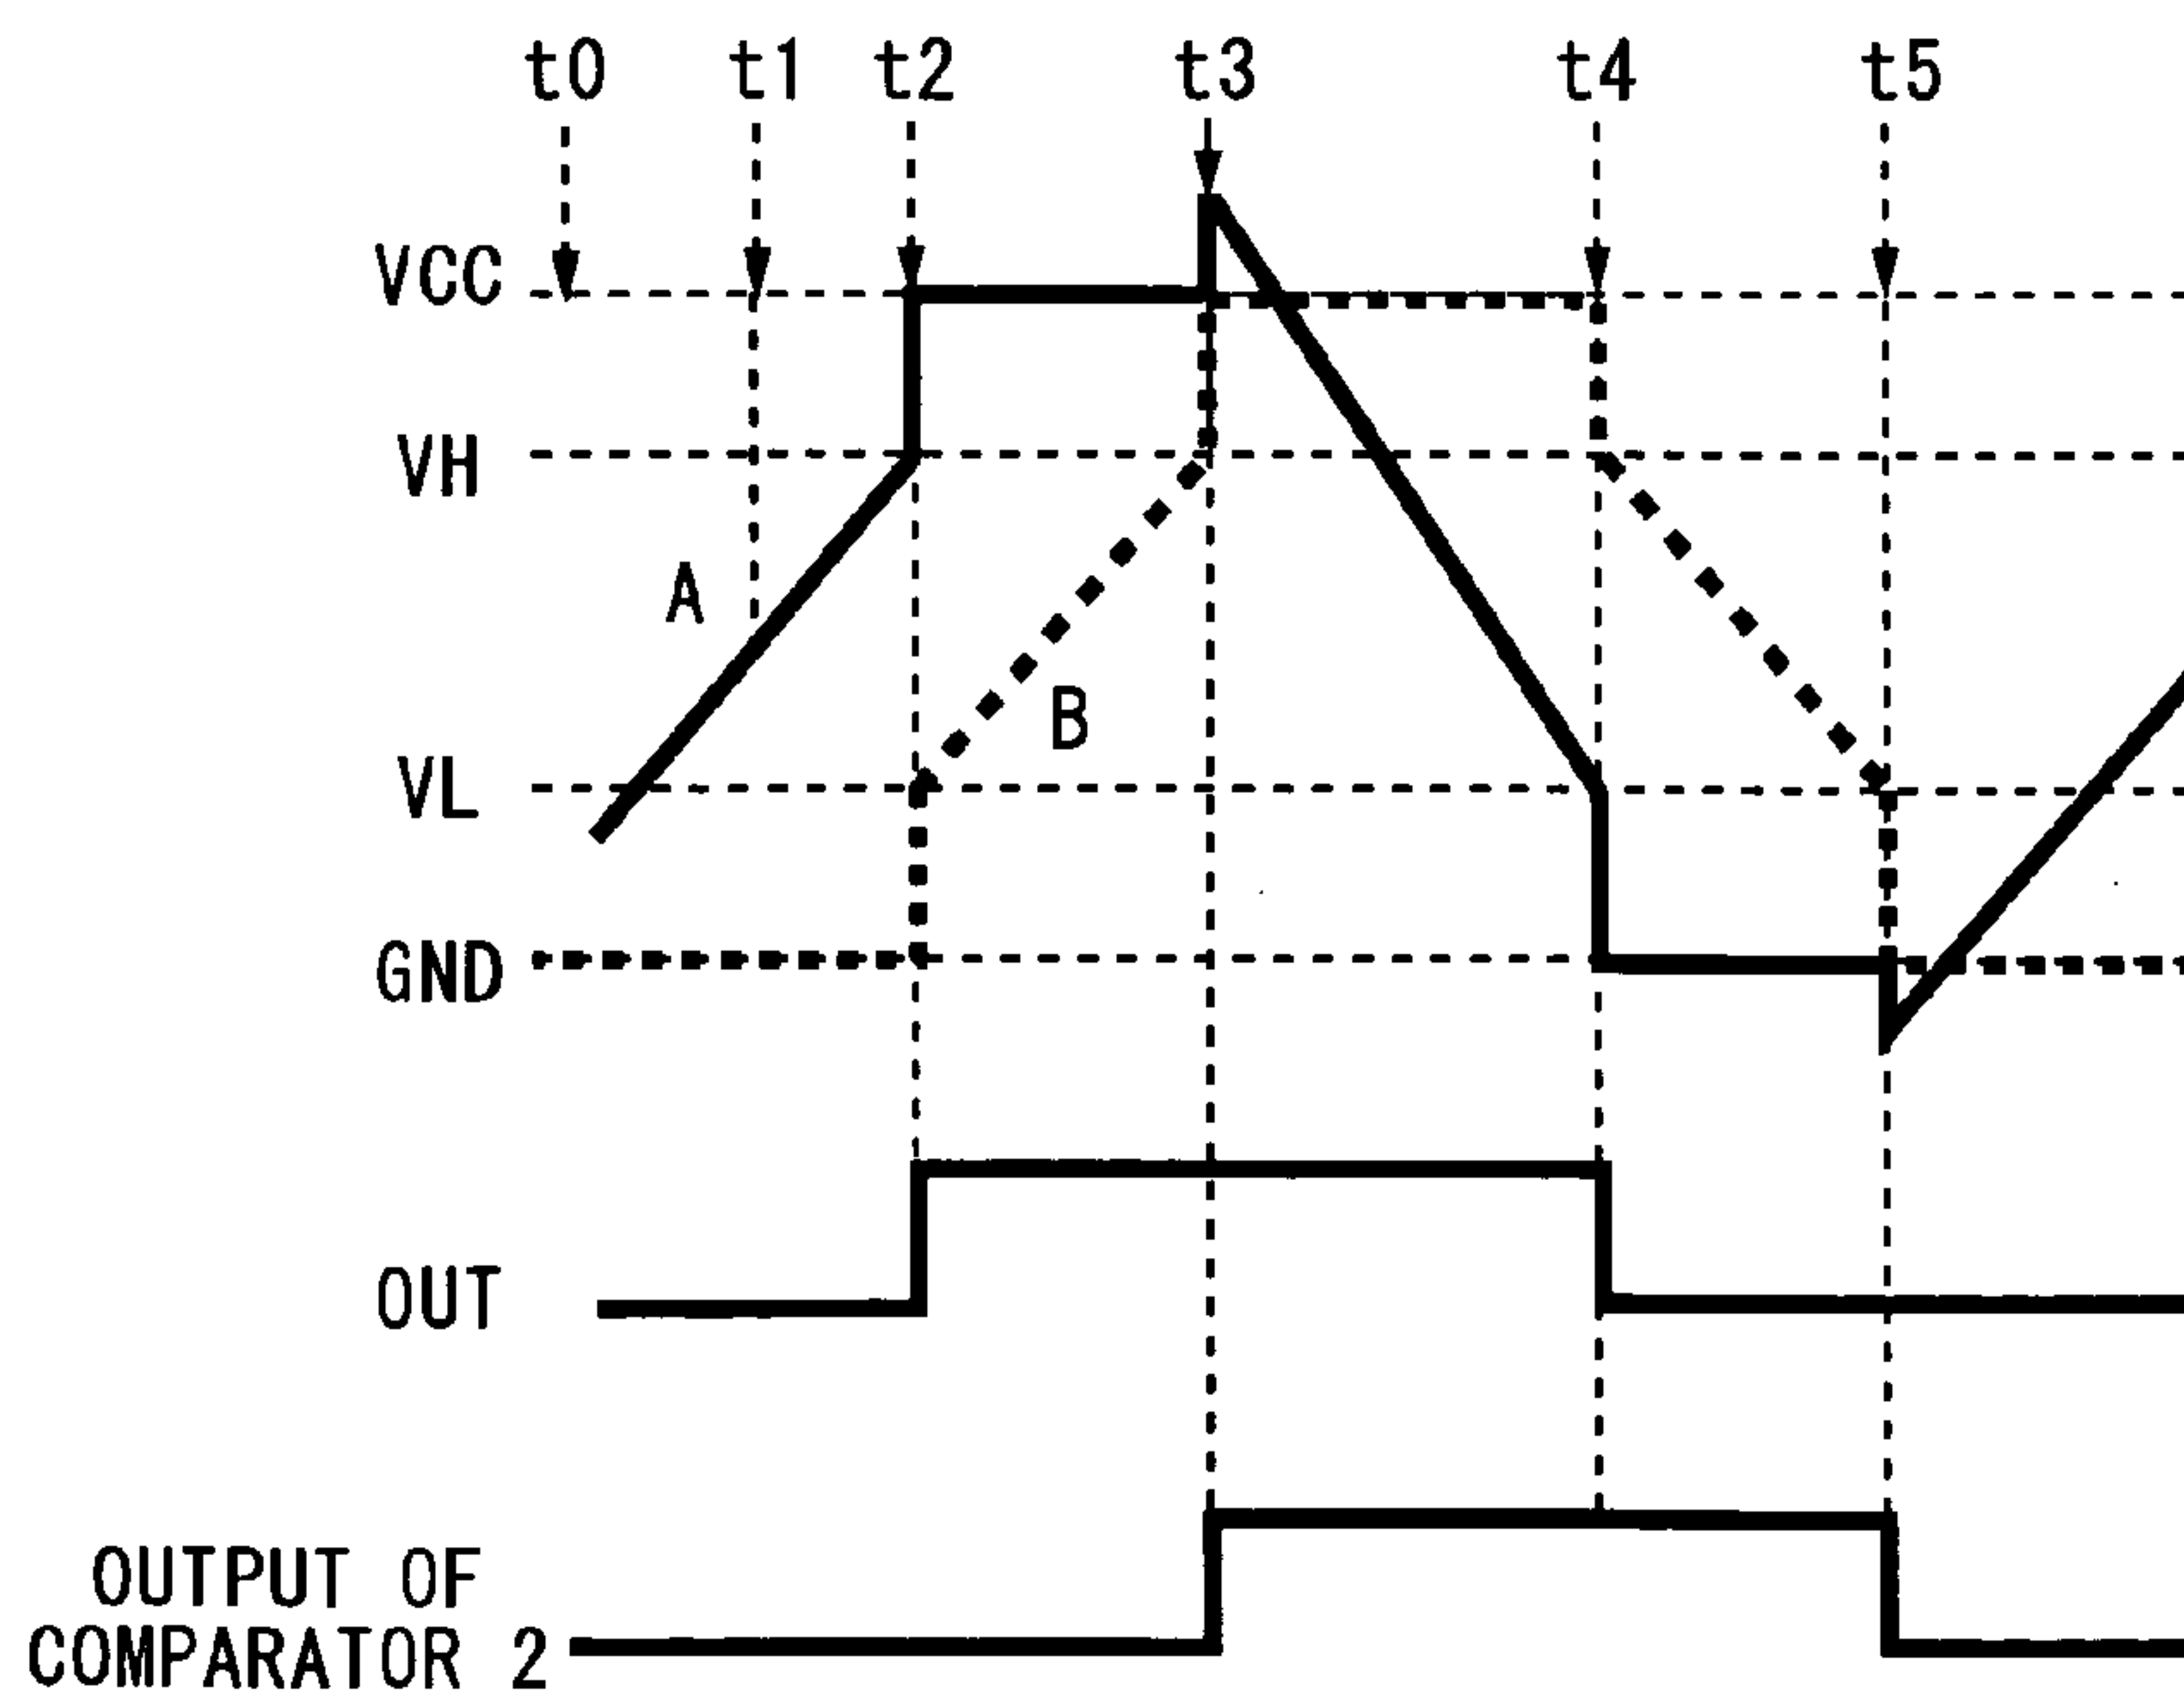 t0 t1 t2 t3 t4 t5
VCC
VH
A
B
VL
GND
OUT
OUTPUT OF
COMPARATOR 2